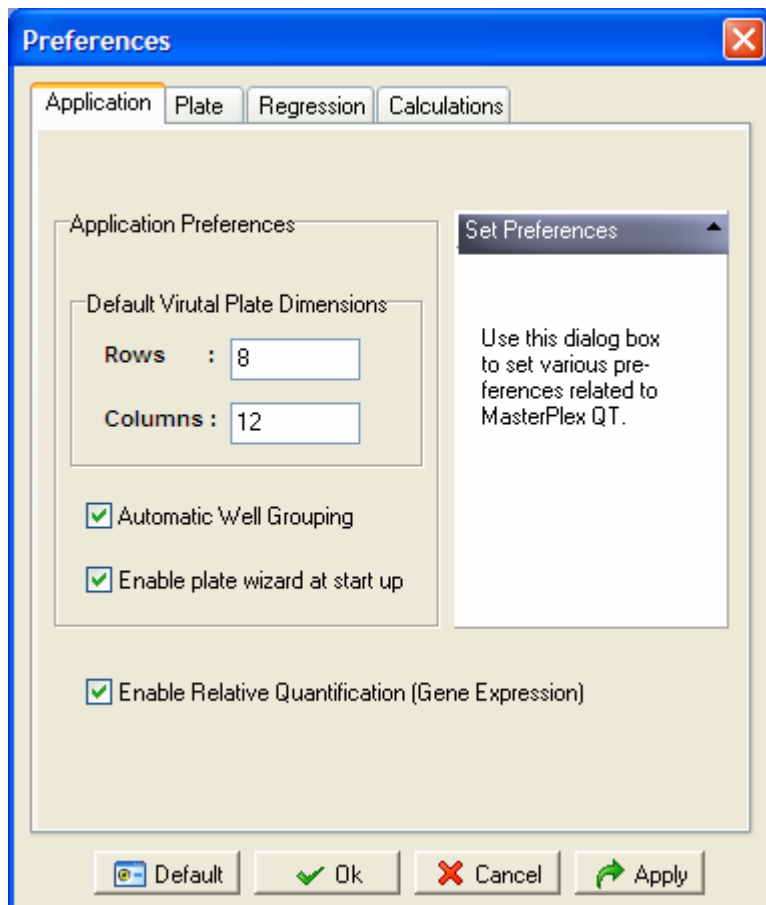 Preferences
Application Plate Regression Calculations
Application Preferences
Default Virutal Plate Dimensions
Rows : 8
Columns : 12
Automatic Well Grouping
Enable plate wizard at start up
Set Preferences
Use this dialog box
to set various pre-
ferences related to
MasterPlex QT.
Enable Relative Quantification (Gene Expression)
Default Ok Cancel Apply